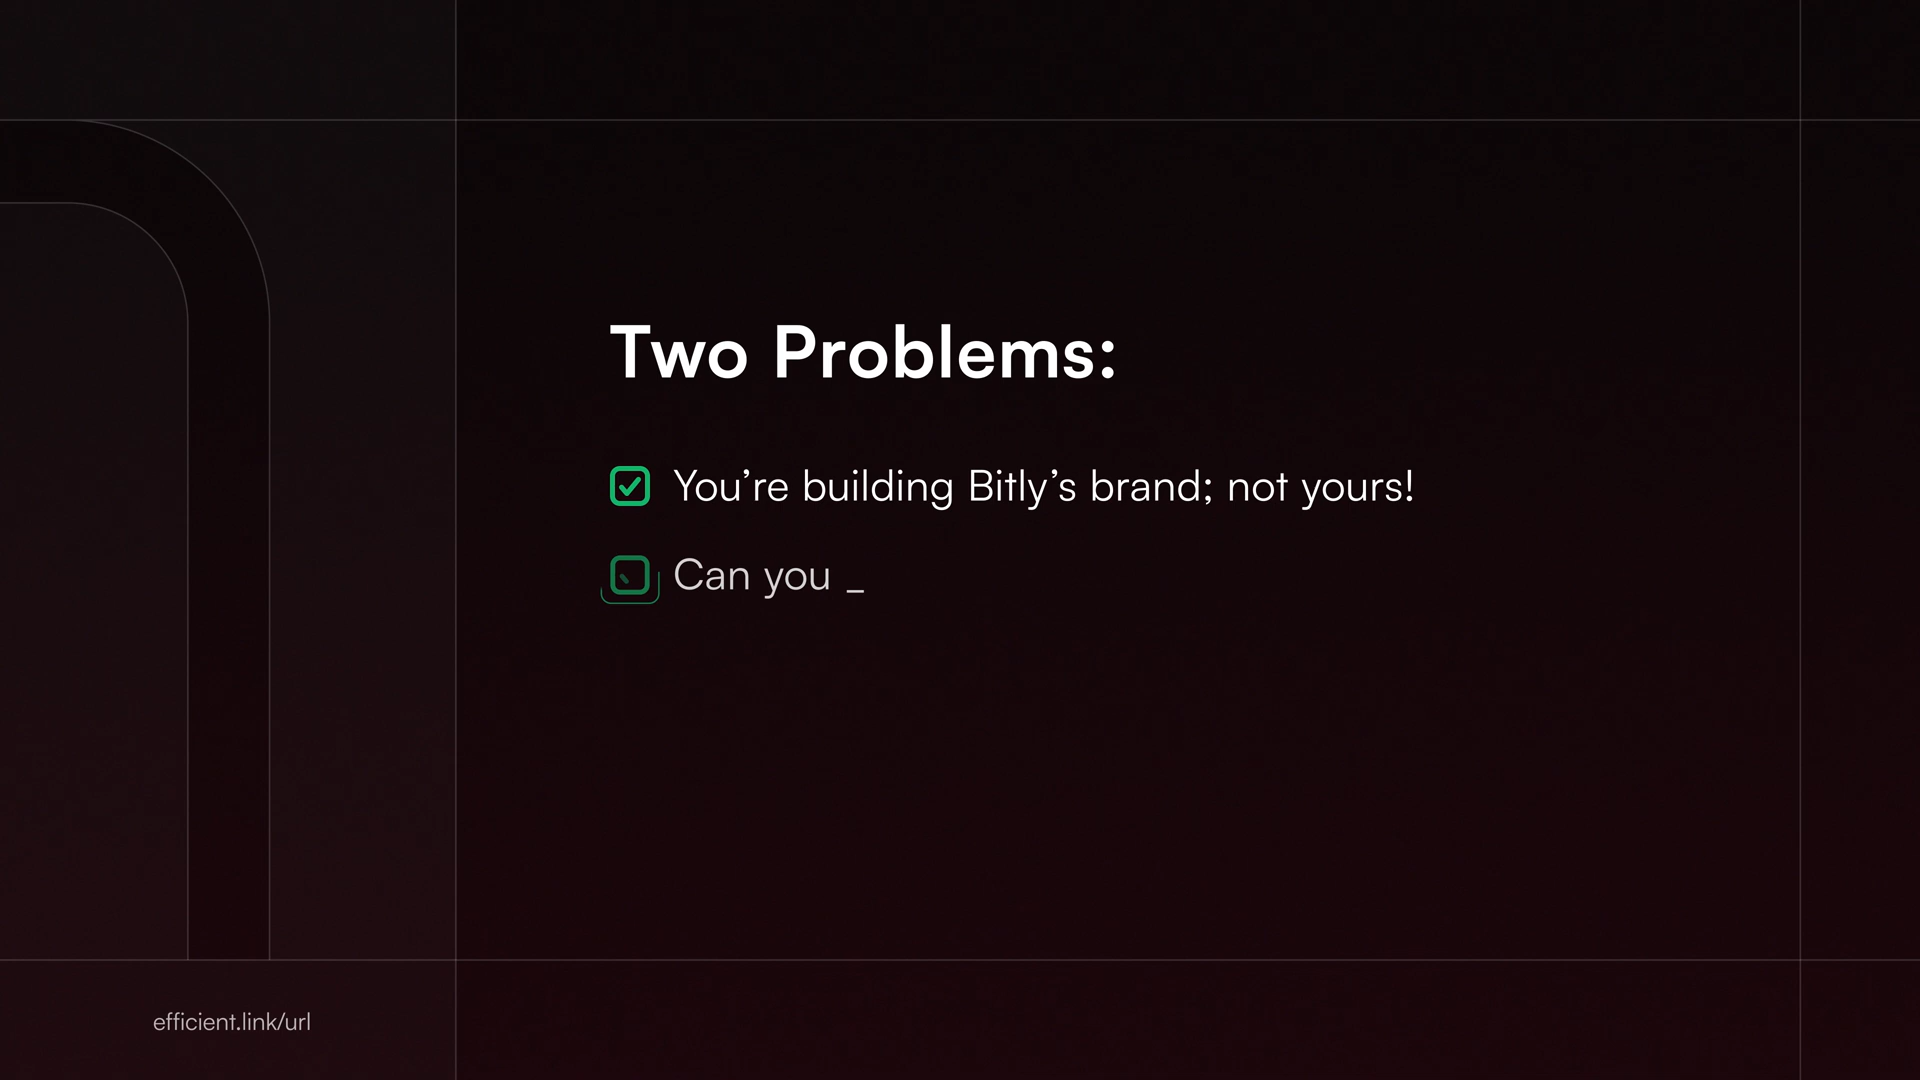 Two Problems:
You’re building Bitly’s brand; not yours!
Can you _
efficient.link/url